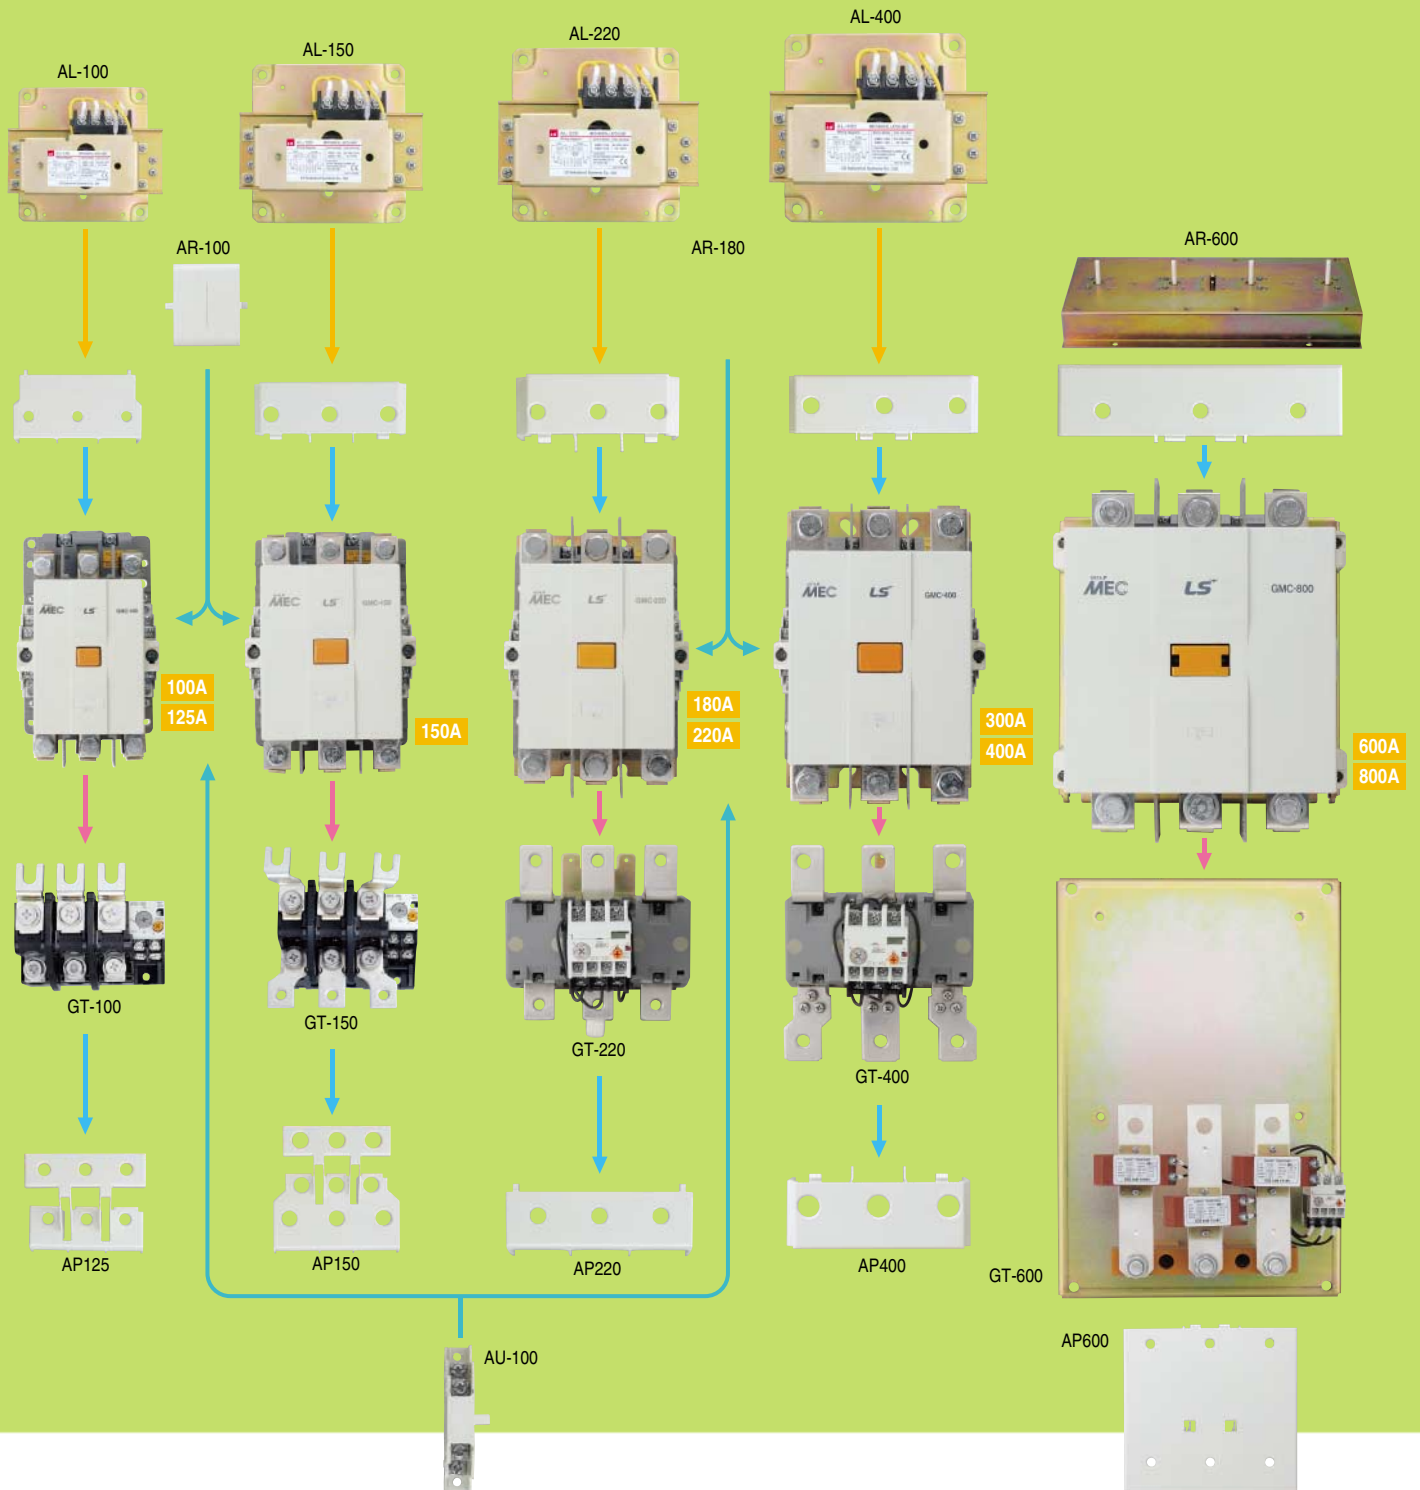 AL-400
AL-220
AL-150
AL-100
AR-100
AR-180
AR-600
MEC LS
MEC LS
MEC LS
MEC LS GMC-400
MEC LS GMC-800
100A
125A
150A
180A
220A
300A
400A
600A
800A
GT-100
GT-150
GT-220
GT-400
AP125
AP150
AP220
AP400
GT-600
AU-100
AP600